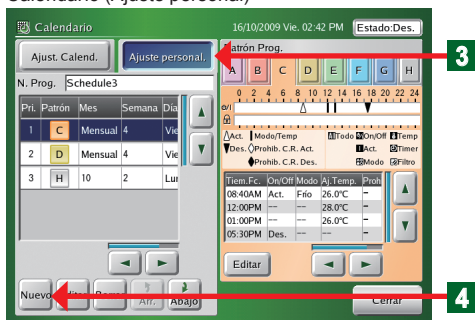 Calendario (Ajuste personal)
Calendario
16/10/2009 Vie. 02:42 PM
Estado:Des.
Ajust. Calend.
Ajuste personal.
3
N. Prog.
Schedule3
Pri. Patrón Mes Semana Día
1 C Mensual 4 Vie
2 D Mensual 4 Vie
3 H 10 2 Lun
Nuevo
Borrar
Arr.
Abajo
Patrón Prog.
A B C D E F G H
0 2 4 6 8 10 12 14 16 18 20 22 24
Act. Modo/Temp Todo On/Off Temp
Des. Prohib. C.R. Act. Act. Timer
Prohib. C.R. Des. Modo Filtro
Tiem.Fc. On/Off Modo Aj.Temp. Proh
08:40AM Act. Frío 26.0°C -
12:00PM -- -- 28.0°C -
01:00PM -- -- 26.0°C -
05:30PM Des. -- -- -
Editar
Cerrar
4